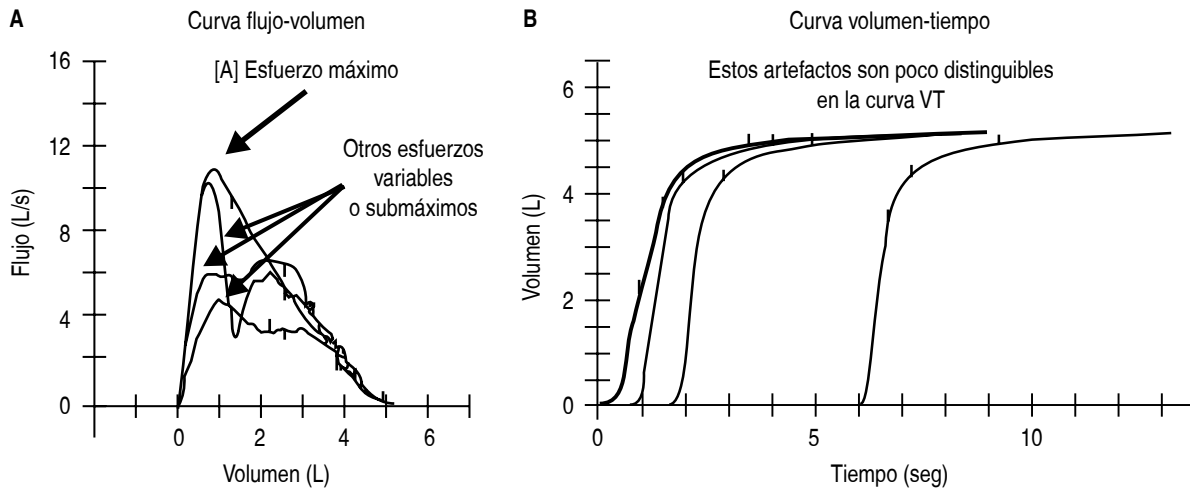 A
Curva flujo-volumen
16
12
8
4
0
Flujo (L/s)
[A] Esfuerzo máximo
Otros esfuerzos
variables
o submáximos
0 2 4 6
Volumen (L)
B
Curva volumen-tiempo
Estos artefactos son poco distinguibles
en la curva VT
6
4
2
0
Volumen (L)
0 5 10
Tiempo (seg)